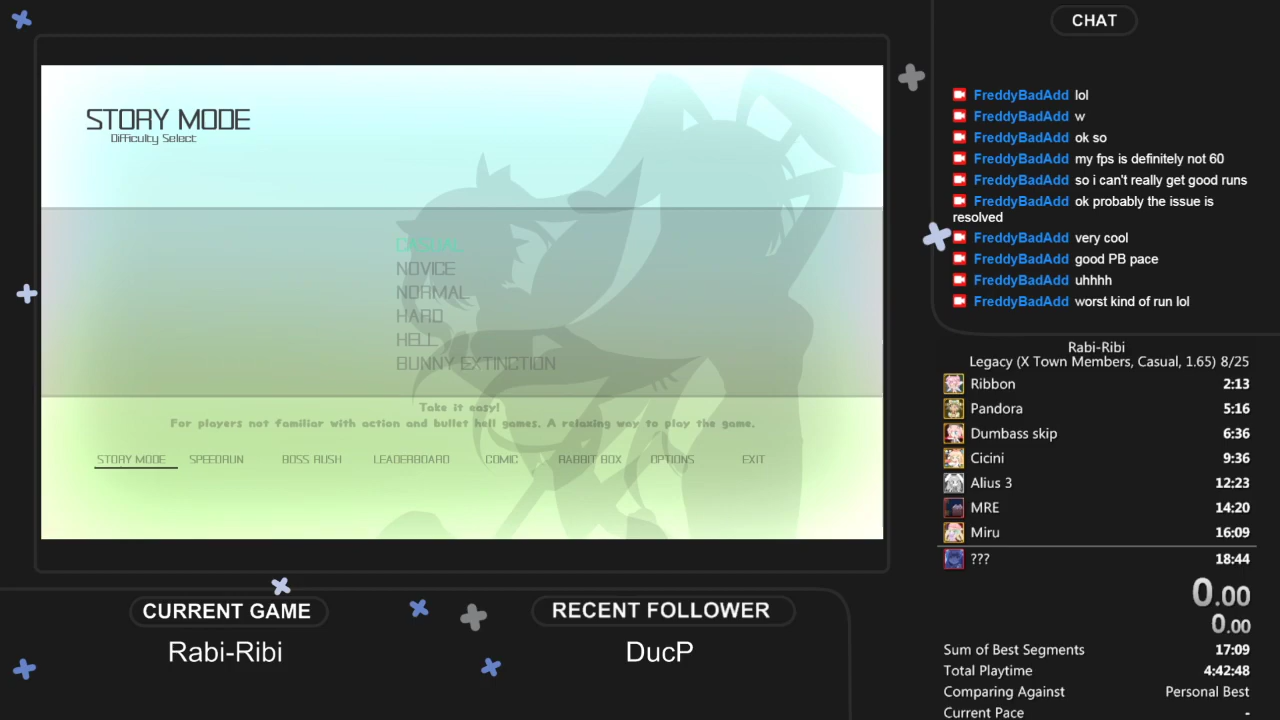 STORY MODE
Difficulty Select
CASUAL
NOVICE
NORMAL
HARD
HELL
BUNNY EXTINCTION
Take it easy!
For players not familiar with action and bullet hell games. A relaxing way to play the game.
STORY MODE SPEEDRUN BOSS RUSH LEADERBOARD COMIC RABBIT BOX OPTIONS EXIT
CURRENT GAME
Rabi-Ribi
RECENT FOLLOWER
DucP
CHAT
FreddyBadAdd lol
FreddyBadAdd w
FreddyBadAdd ok so
FreddyBadAdd my fps is definitely not 60
FreddyBadAdd so i can't really get good runs
FreddyBadAdd ok probably the issue is
resolved
FreddyBadAdd very cool
FreddyBadAdd good PB pace
FreddyBadAdd uhhhh
FreddyBadAdd worst kind of run lol
Rabi-Ribi
Legacy (X Town Members, Casual, 1.65) 8/25
Ribbon 2:13
Pandora 5:16
Dumbass skip 6:36
Cicini 9:36
Alius 3 12:23
MRE 14:20
Miru 16:09
??? 18:44
0.00
0.00
Sum of Best Segments 17:09
Total Playtime 4:42:48
Comparing Against Personal Best
Current Pace -